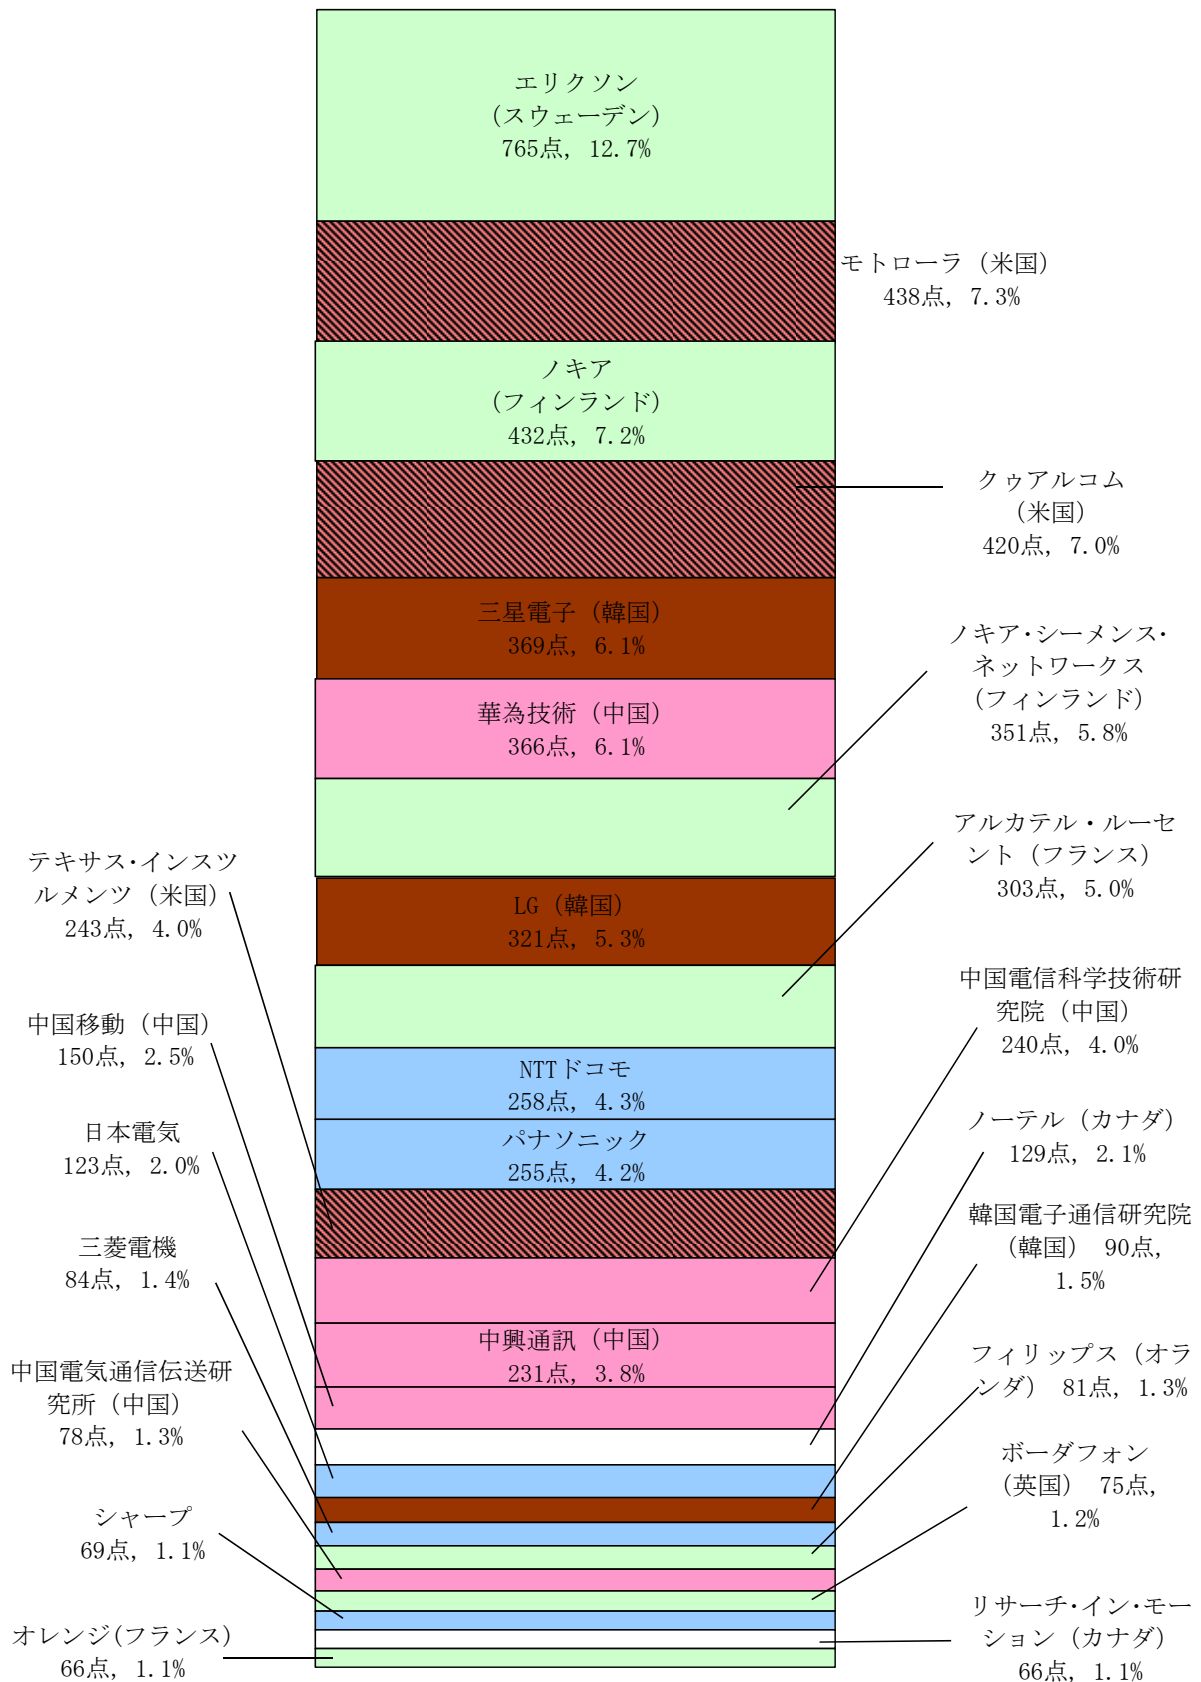 エリクソン
(スウェーデン)
765点, 12.7%
モトローラ (米国)
438点, 7.3%
ノキア
(フィンランド)
432点, 7.2%
クゥアルコム
(米国)
420点, 7.0%
三星電子 (韓国)
369点, 6.1%
華為技術 (中国)
366点, 6.1%
ノキア・シーメンス・
ネットワークス
(フィンランド)
351点, 5.8%
LG (韓国)
321点, 5.3%
アルカテル・ルーセ
ント (フランス)
303点, 5.0%
NTTドコモ
258点, 4.3%
パナソニック
255点, 4.2%
テキサス・インスツ
ルメンツ (米国)
243点, 4.0%
中国電信科学技術研
究院 (中国)
240点, 4.0%
中興通訊 (中国)
231点, 3.8%
中国移動 (中国)
150点, 2.5%
ノーテル (カナダ)
129点, 2.1%
日本電気
123点, 2.0%
韓国電子通信研究院
(韓国) 90点,
1.5%
三菱電機
84点, 1.4%
フィリップス (オラ
ンダ) 81点, 1.3%
中国電気通信伝送研
究所 (中国)
78点, 1.3%
ボーダフォン
(英国) 75点,
1.2%
シャープ
69点, 1.1%
リサーチ・イン・モー
ション (カナダ)
66点, 1.1%
オレンジ(フランス)
66点, 1.1%